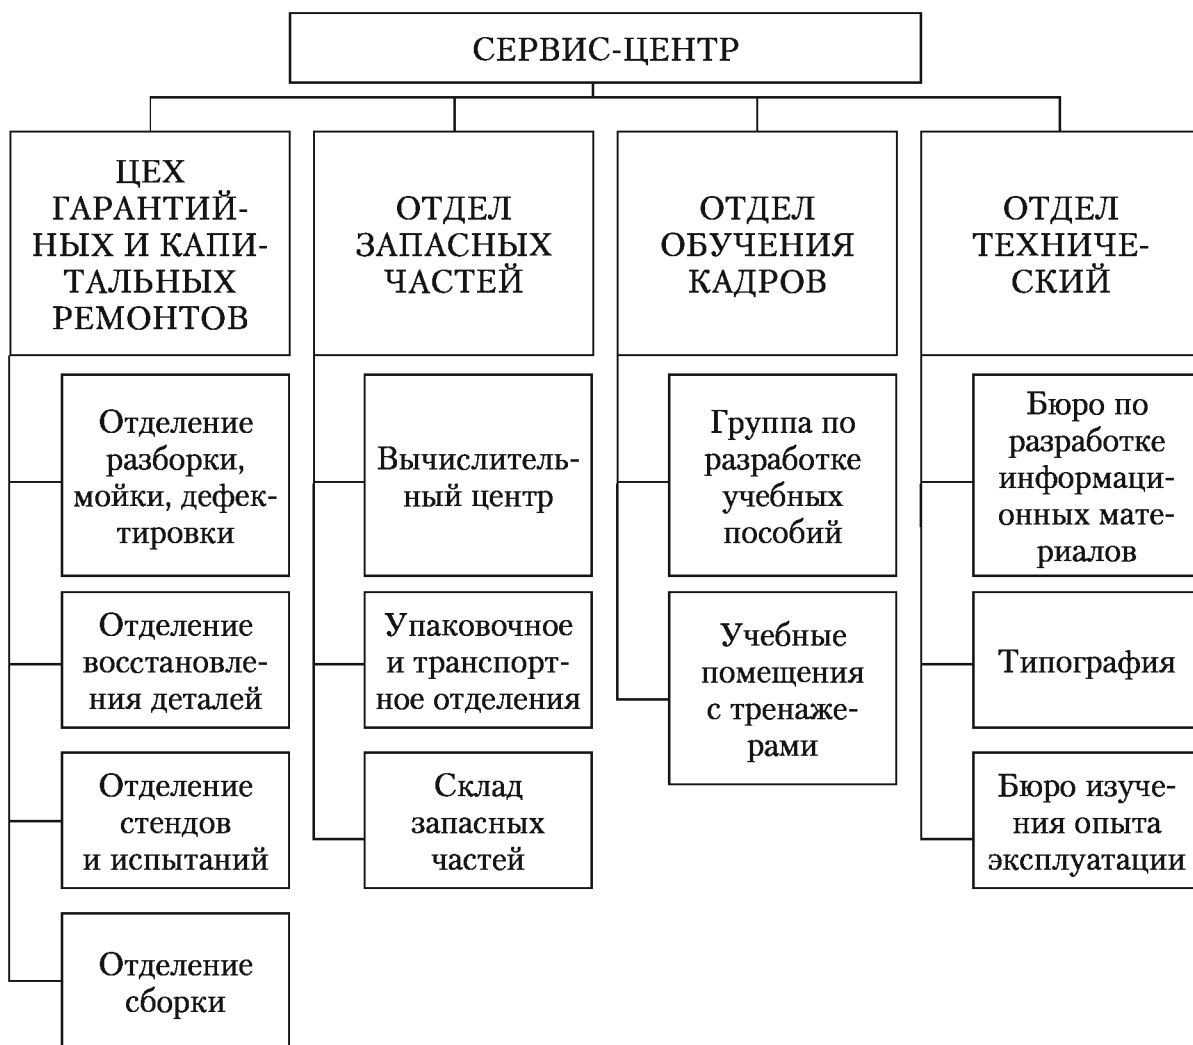 СЕРВИС-ЦЕНТР
ЦЕХ
ГАРАНТИЙ-
НЫХ И КАПИ-
ТАЛЬНЫХ
РЕМОНТОВ
Отделение
разборки,
мойки, дефек-
тировки
Отделение
восстановле-
ния деталей
Отделение
стендов
и испытаний
Отделение
сборки
ОТДЕЛ
ЗАПАСНЫХ
ЧАСТЕЙ
Вычислитель-
ный центр
Упаковочное
и транспорт-
ное отделения
Склад
запасных
частей
ОТДЕЛ
ОБУЧЕНИЯ
КАДРОВ
Группа по
разработке
учебных
пособий
Учебные
помещения
с тренаже-
рами
ОТДЕЛ
ТЕХНИЧЕ-
СКИЙ
Бюро по
разработке
информаци-
онных мате-
риалов
Типография
Бюро изуче-
ния опыта
эксплуатации